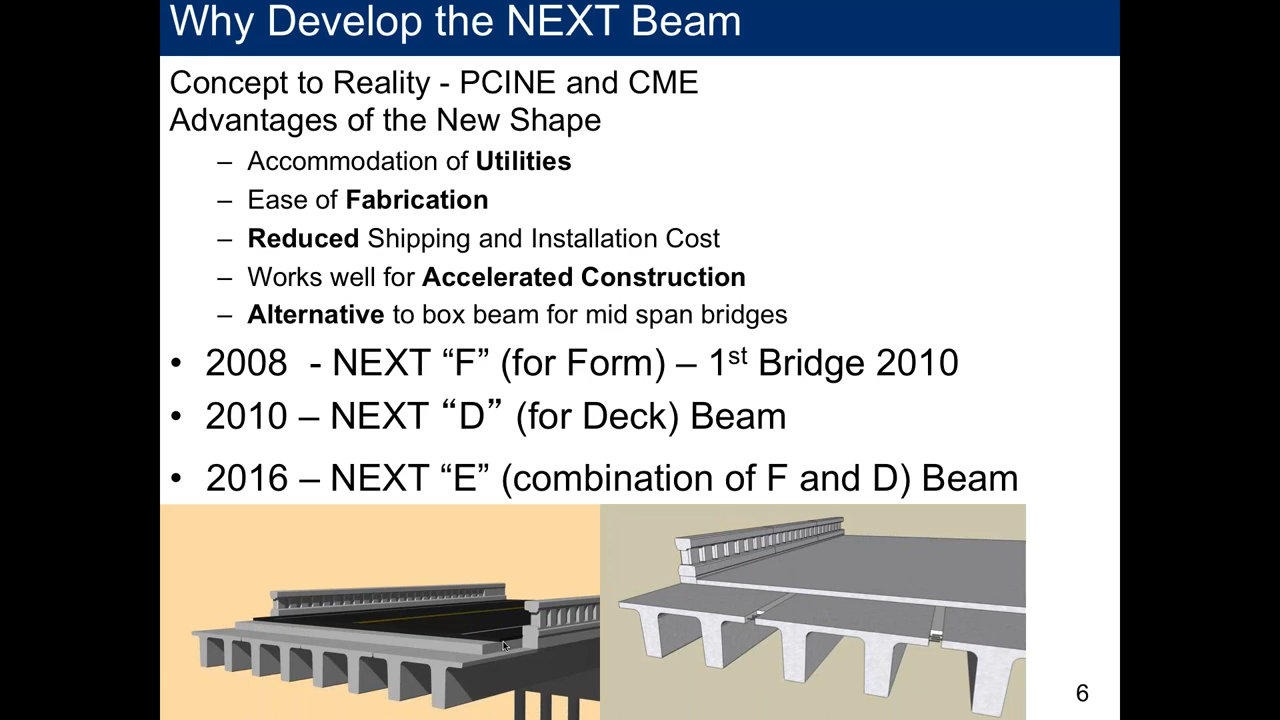 Why Develop the NEXT Beam
Concept to Reality - PCINE and CME
Advantages of the New Shape
– Accommodation of Utilities
– Ease of Fabrication
– Reduced Shipping and Installation Cost
– Works well for Accelerated Construction
– Alternative to box beam for mid span bridges
• 2008 - NEXT “F” (for Form) – 1st Bridge 2010
• 2010 – NEXT “D” (for Deck) Beam
• 2016 – NEXT “E” (combination of F and D) Beam
6